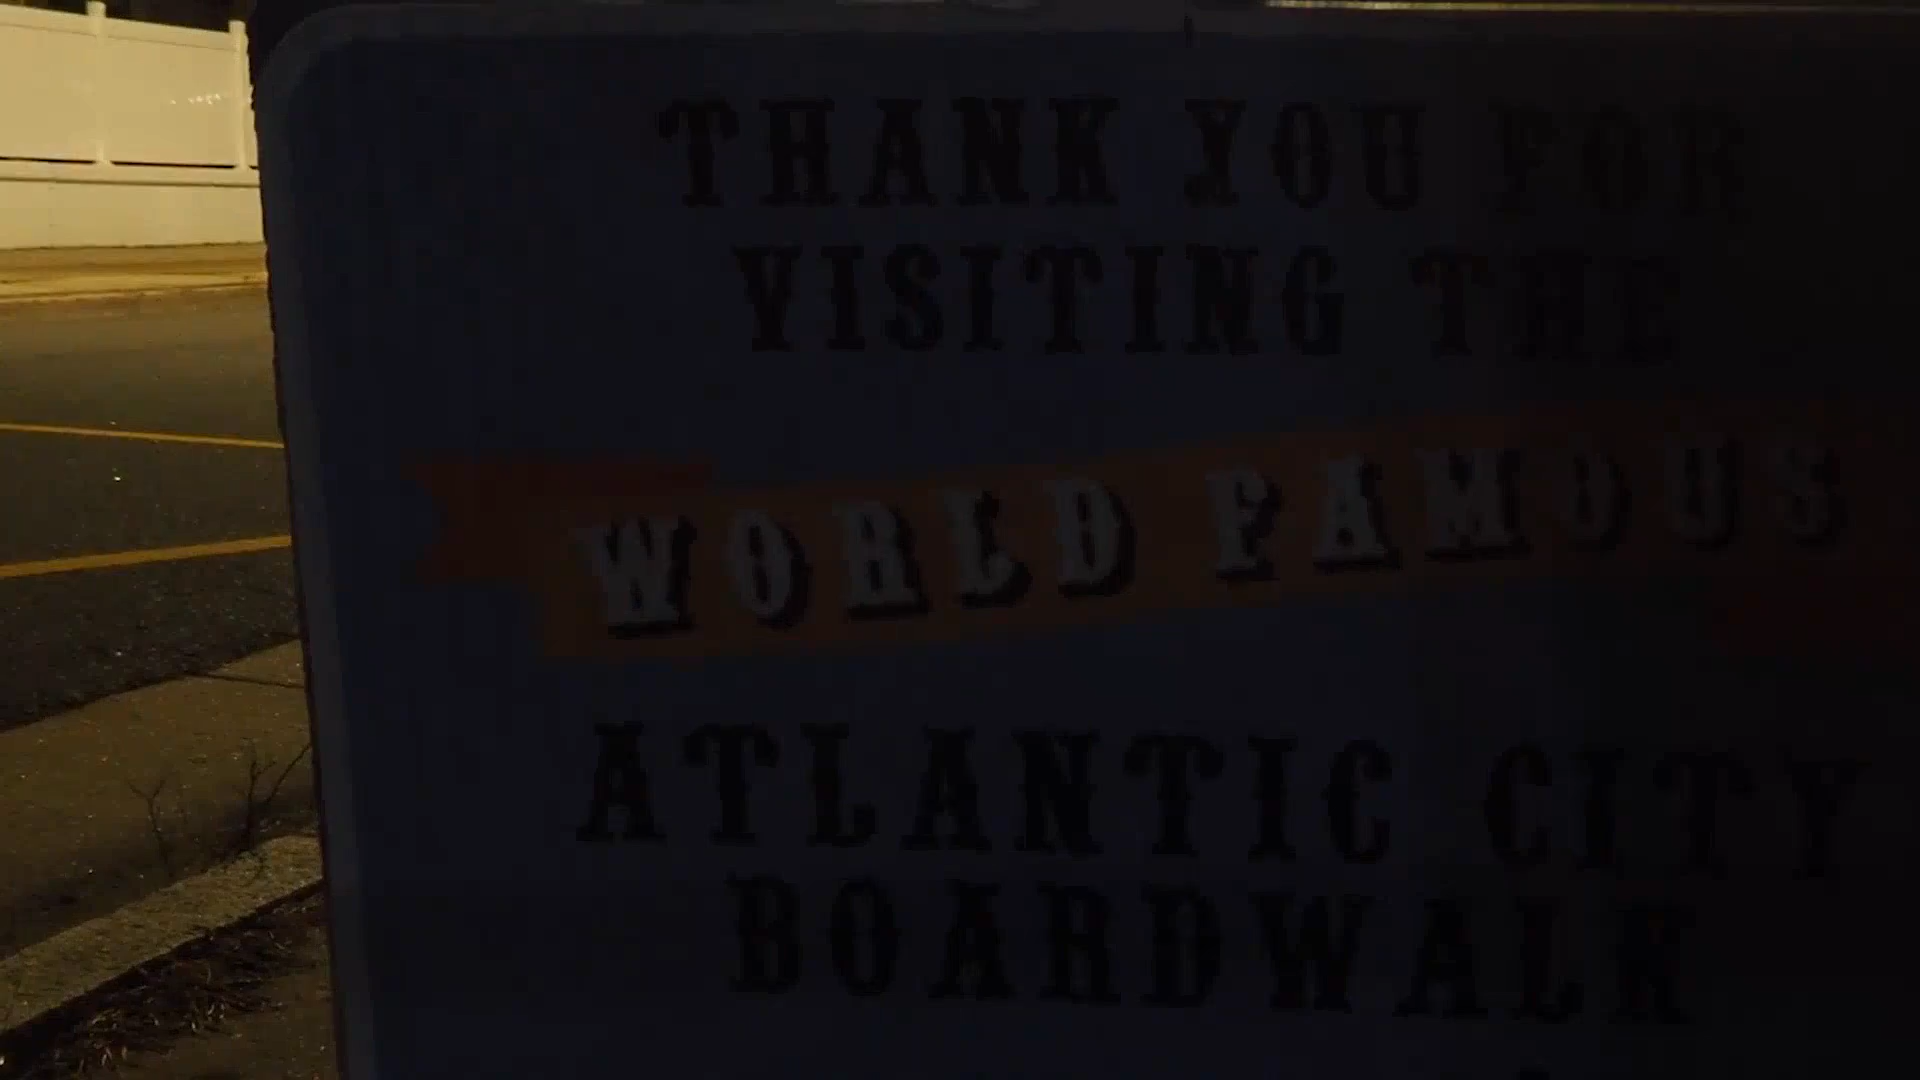 THANK YOU FOR
VISITING THE
WORLD FAMOUS
ATLANTIC CITY
BOARDWALK